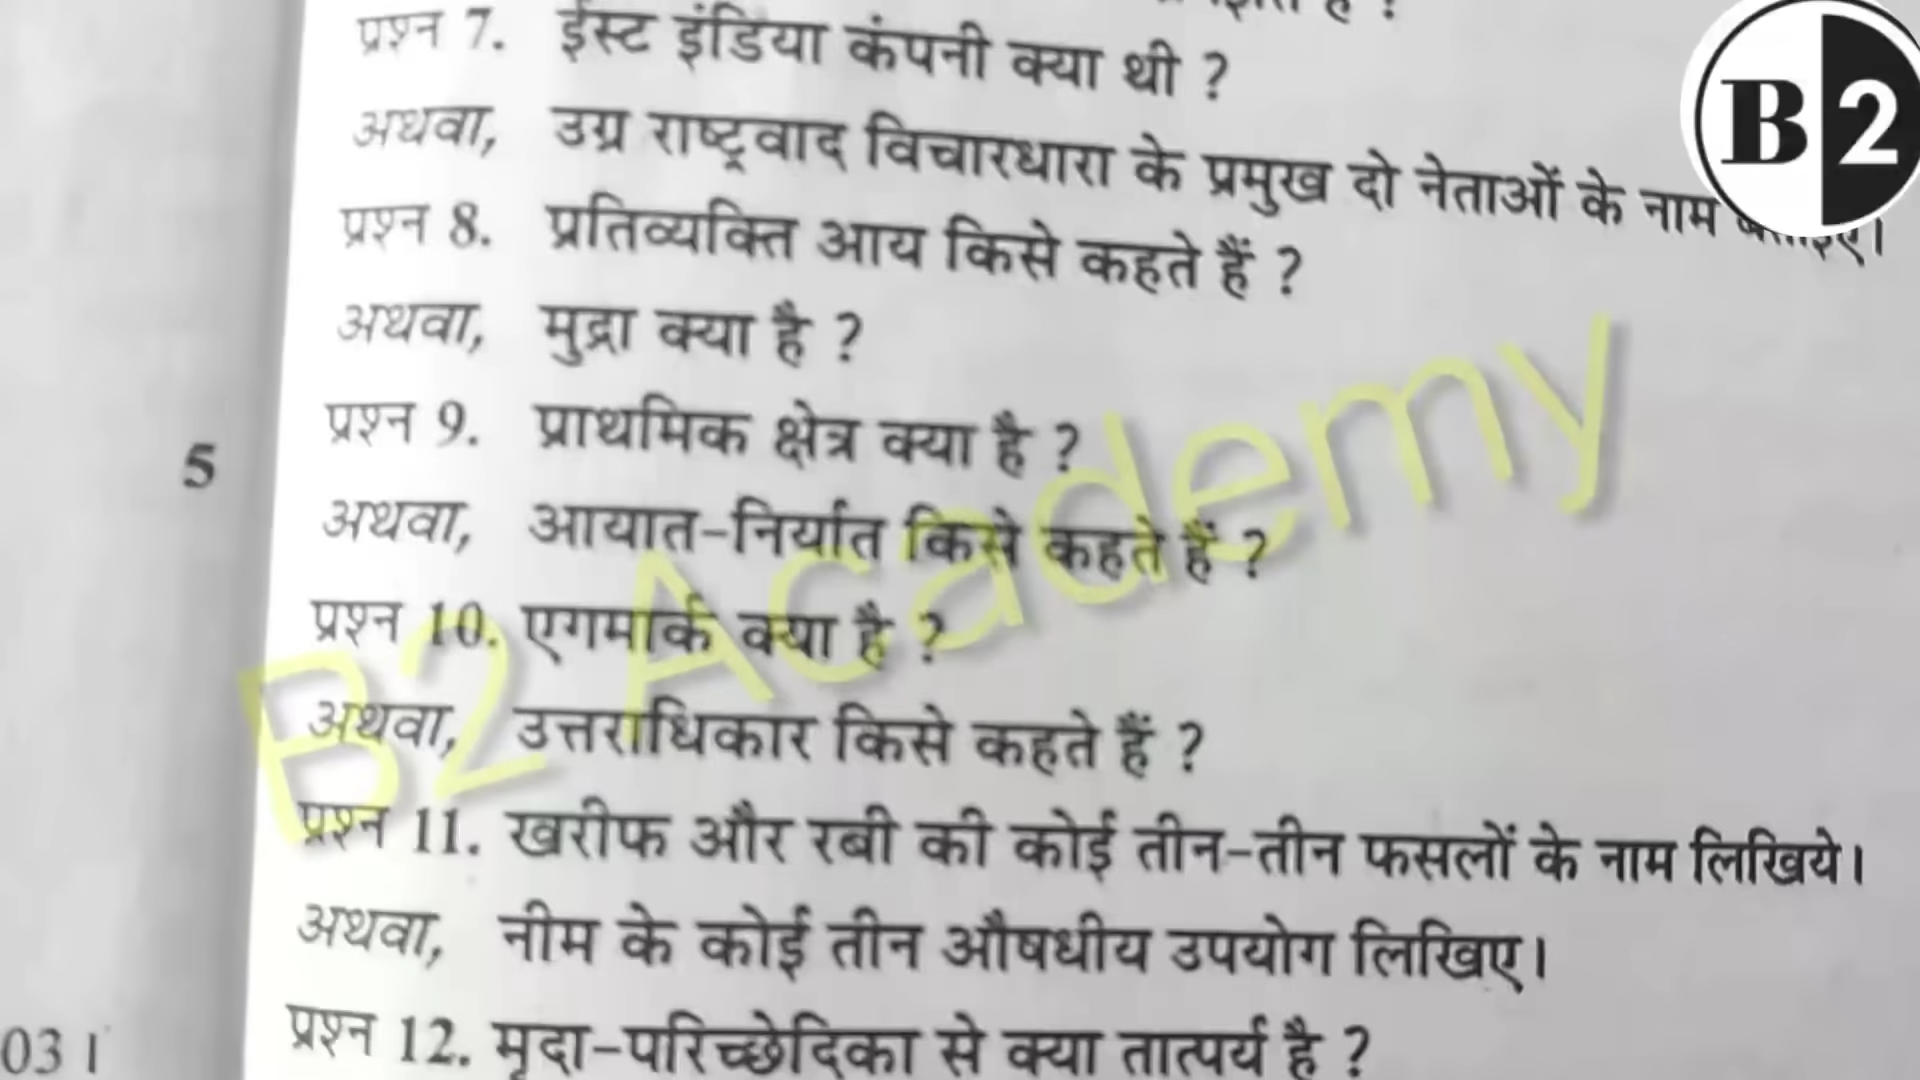 प्रश्न 7. ईस्ट इंडिया कंपनी क्या थी ?
B2
अथवा, उग्र राष्ट्रवाद विचारधारा के प्रमुख दो नेताओं के नाम
प्रश्न 8. प्रतिव्यक्ति आय किसे कहते हैं ?
अथवा, मुद्रा क्या है ?
प्रश्न 9. प्राथमिक क्षेत्र क्या है ?
5
अथवा, आयात-निर्यात किसे कहते हैं ?
प्रश्न 10. एगमार्क क्या है ?
B2 Academy
अथवा, उत्तराधिकार किसे कहते हैं ?
प्रश्न 11. खरीफ और रबी की कोई तीन-तीन फसलों के नाम लिखिये।
अथवा, नीम के कोई तीन औषधीय उपयोग लिखिए।
प्रश्न 12. मृदा-परिच्छेदिका से क्या तात्पर्य है ?
03 ।